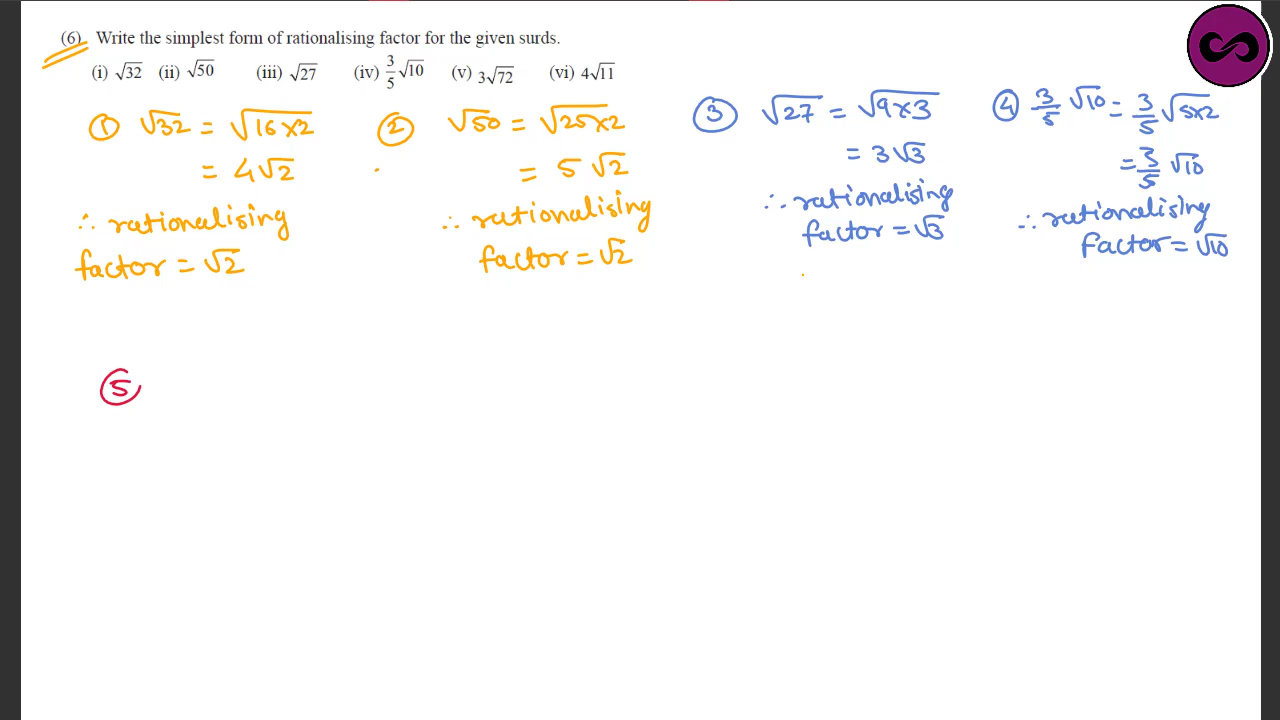 (6) Write the simplest form of rationalising factor for the given surds.
(i) √32 (ii) √50 (iii) √27 (iv) 3/5 √10 (v) 3√72 (vi) 4√11
① √32 = √16×2
= 4√2
∴ rationalising
factor = √2
② √50 = √25×2
= 5√2
∴ rationalising
factor = √2
③ √27 = √9×3
= 3√3
∴ rationalising
factor = √3
④ 3/5 √10 = 3/5 √5×2
= 3/5 √10
∴ rationalising
factor = √10
⑤